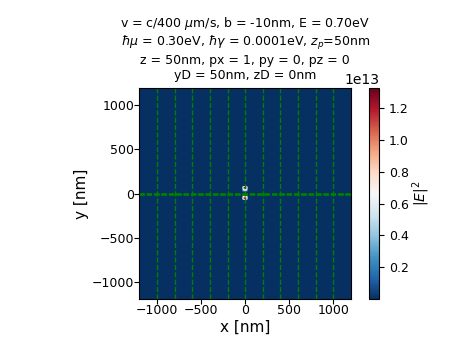 v = c/400 μm/s, b = -10nm, E = 0.70eV
ℏμ = 0.30eV, ℏγ = 0.0001eV, z_p=50nm
z = 50nm, px = 1, py = 0, pz = 0
yD = 50nm, zD = 0nm
1e13
y [nm]
1000
500
0
−500
−1000
−1000 −500 0 500 1000
x [nm]
1.2
1.0
0.8
0.6
0.4
0.2
|E|²